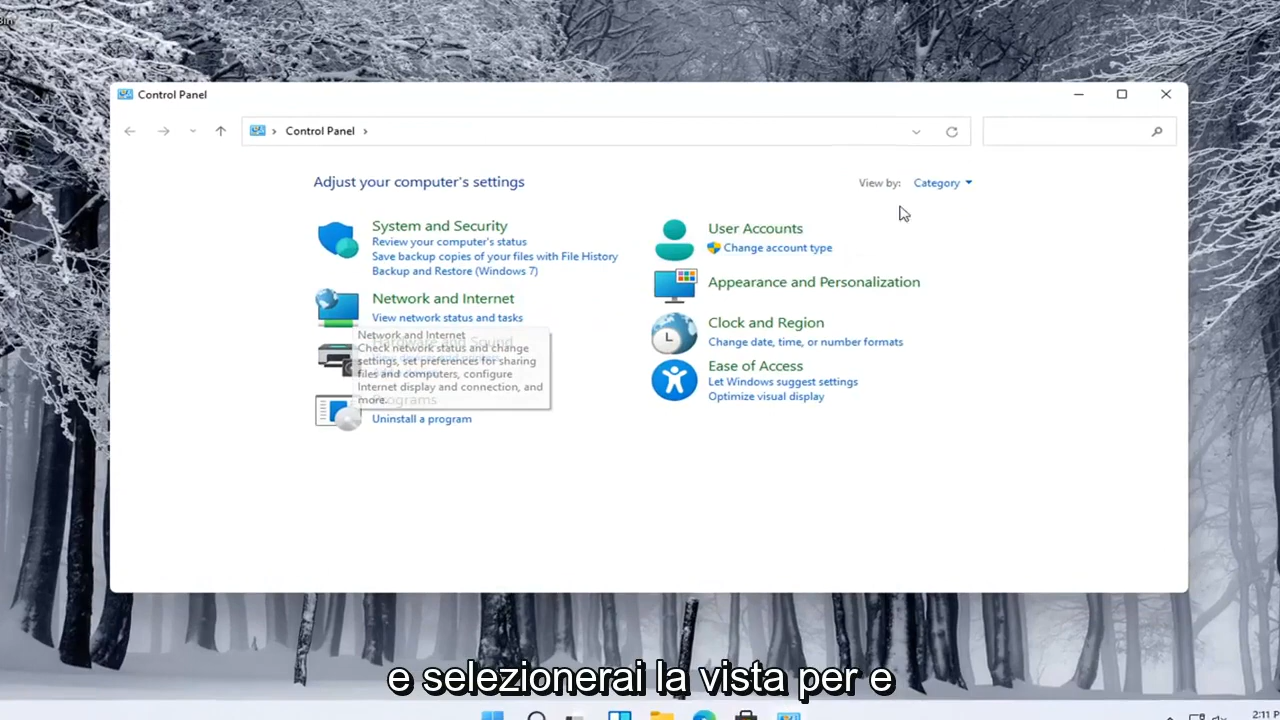 Control Panel
Control Panel
Adjust your computer's settings
View by: Category
System and Security
Review your computer's status
Save backup copies of your files with File History
Backup and Restore (Windows 7)
Network and Internet
View network status and tasks
Network and Internet
Check network status and change
settings, set preferences for sharing
files and computers, configure
Internet display and connection, and
more.
Programs
Uninstall a program
User Accounts
Change account type
Appearance and Personalization
Clock and Region
Change date, time, or number formats
Ease of Access
Let Windows suggest settings
Optimize visual display
e selezionerai la vista per e
2:11 P